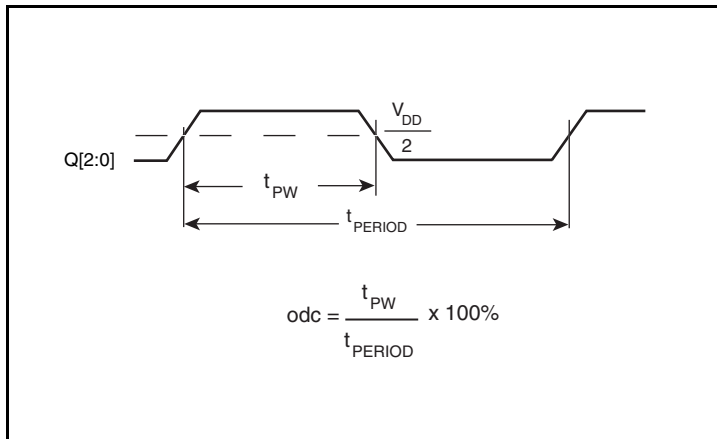 V_DD
2
Q[2:0]
t_PW
t_PERIOD
odc = t_PW / t_PERIOD x 100%